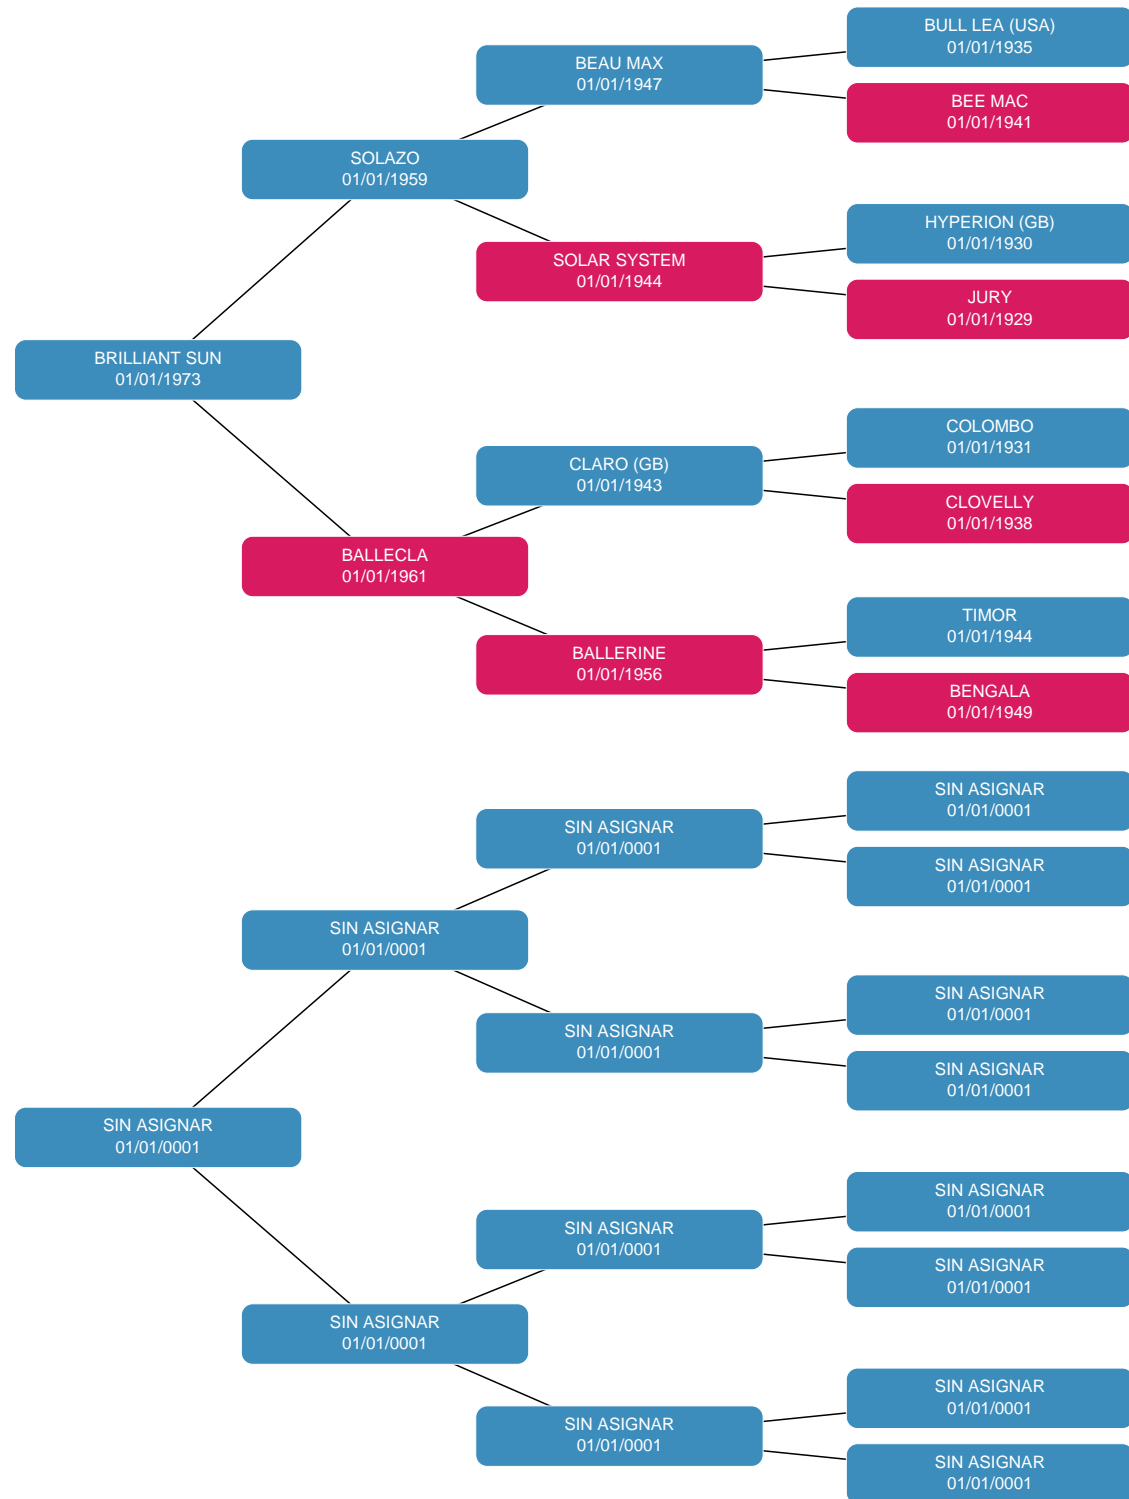 BULL LEA (USA)
01/01/1935
BEAU MAX
01/01/1947
BEE MAC
01/01/1941
SOLAZO
01/01/1959
HYPERION (GB)
01/01/1930
SOLAR SYSTEM
01/01/1944
JURY
01/01/1929
BRILLIANT SUN
01/01/1973
COLOMBO
01/01/1931
CLARO (GB)
01/01/1943
CLOVELLY
01/01/1938
BALLECLA
01/01/1961
TIMOR
01/01/1944
BALLERINE
01/01/1956
BENGALA
01/01/1949
SIN ASIGNAR
01/01/0001
SIN ASIGNAR
01/01/0001
SIN ASIGNAR
01/01/0001
SIN ASIGNAR
01/01/0001
SIN ASIGNAR
01/01/0001
SIN ASIGNAR
01/01/0001
SIN ASIGNAR
01/01/0001
SIN ASIGNAR
01/01/0001
SIN ASIGNAR
01/01/0001
SIN ASIGNAR
01/01/0001
SIN ASIGNAR
01/01/0001
SIN ASIGNAR
01/01/0001
SIN ASIGNAR
01/01/0001
SIN ASIGNAR
01/01/0001
SIN ASIGNAR
01/01/0001